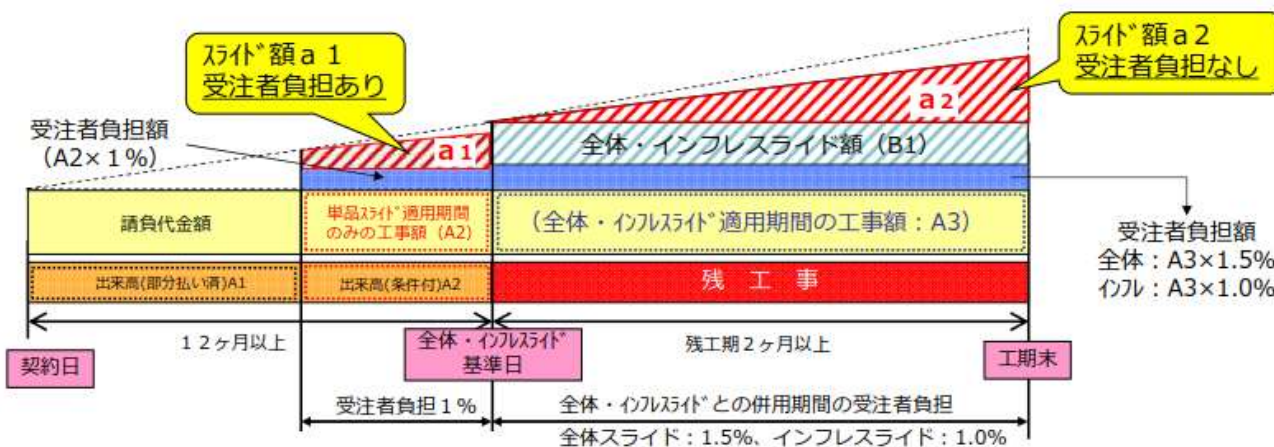 ｽﾗｲﾄﾞ額ａ１
受注者負担あり
ｽﾗｲﾄﾞ額ａ２
受注者負担なし
受注者負担額
（A2×１％）
a1
a2
全体・インフレスライド額（B1）
請負代金額
単品ｽﾗｲﾄﾞ適用期間
のみの工事額（A2）
（全体・ｲﾝﾌﾚｽﾗｲﾄﾞ適用期間の工事額：A3）
受注者負担額
全体：A3×1.5%
ｲﾝﾌﾚ：A3×1.0%
出来高(部分払い済)A1
出来高(条件付)A2
残　工　事
１２ヶ月以上
残工期２ヶ月以上
契約日
全体・ｲﾝﾌﾚｽﾗｲﾄﾞ
基準日
工期末
受注者負担１％
全体・ｲﾝﾌﾚｽﾗｲﾄﾞとの併用期間の受注者負担
全体スライド：1.5%、インフレスライド：1.0%